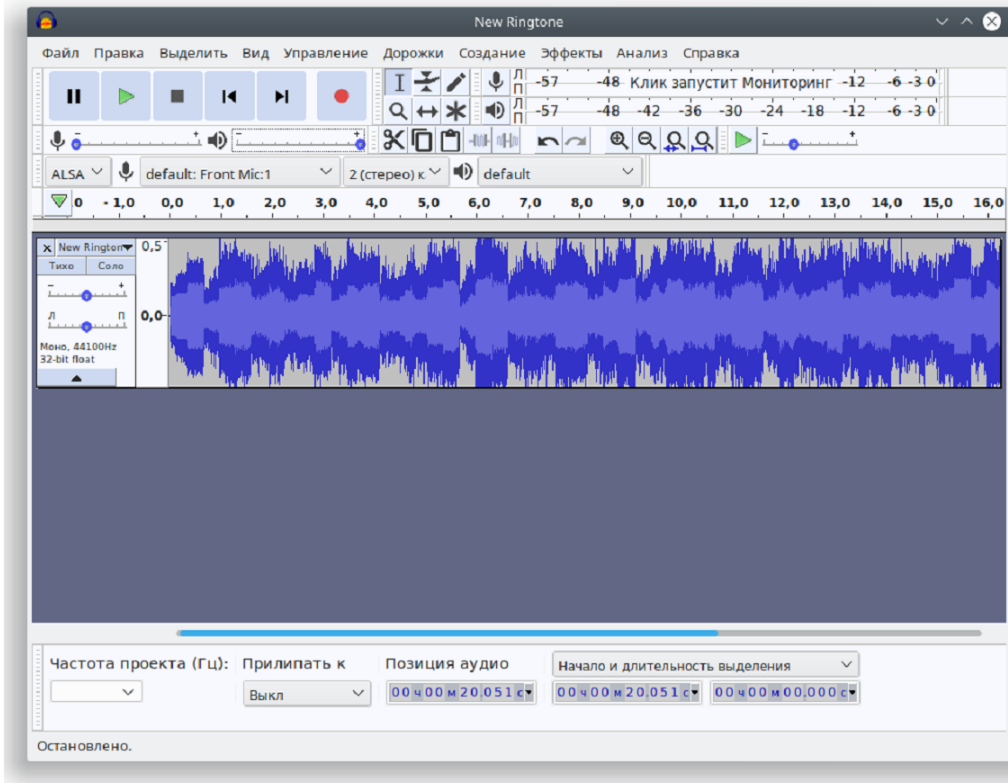 New Ringtone
Файл Правка Выделить Вид Управление Дорожки Создание Эффекты Анализ Справка
Л П -57 -48 Клик запустит Мониторинг -12 -6 -3 0
Л П -57 -48 -42 -36 -30 -24 -18 -12 -6 -3 0
ALSA default: Front Mic:1 2 (стерео) к default
0 - 1,0 0,0 1,0 2,0 3,0 4,0 5,0 6,0 7,0 8,0 9,0 10,0 11,0 12,0 13,0 14,0 15,0 16,0
x New Rington 0,5
Тихо Соло
- +
Л П 0,0
Моно, 44100Hz
32-bit float
Частота проекта (Гц): Прилипать к Позиция аудио Начало и длительность выделения
Выкл 00 ч 00 м 20.051 с 00 ч 00 м 20.051 с 00 ч 00 м 00.000 с
Остановлено.